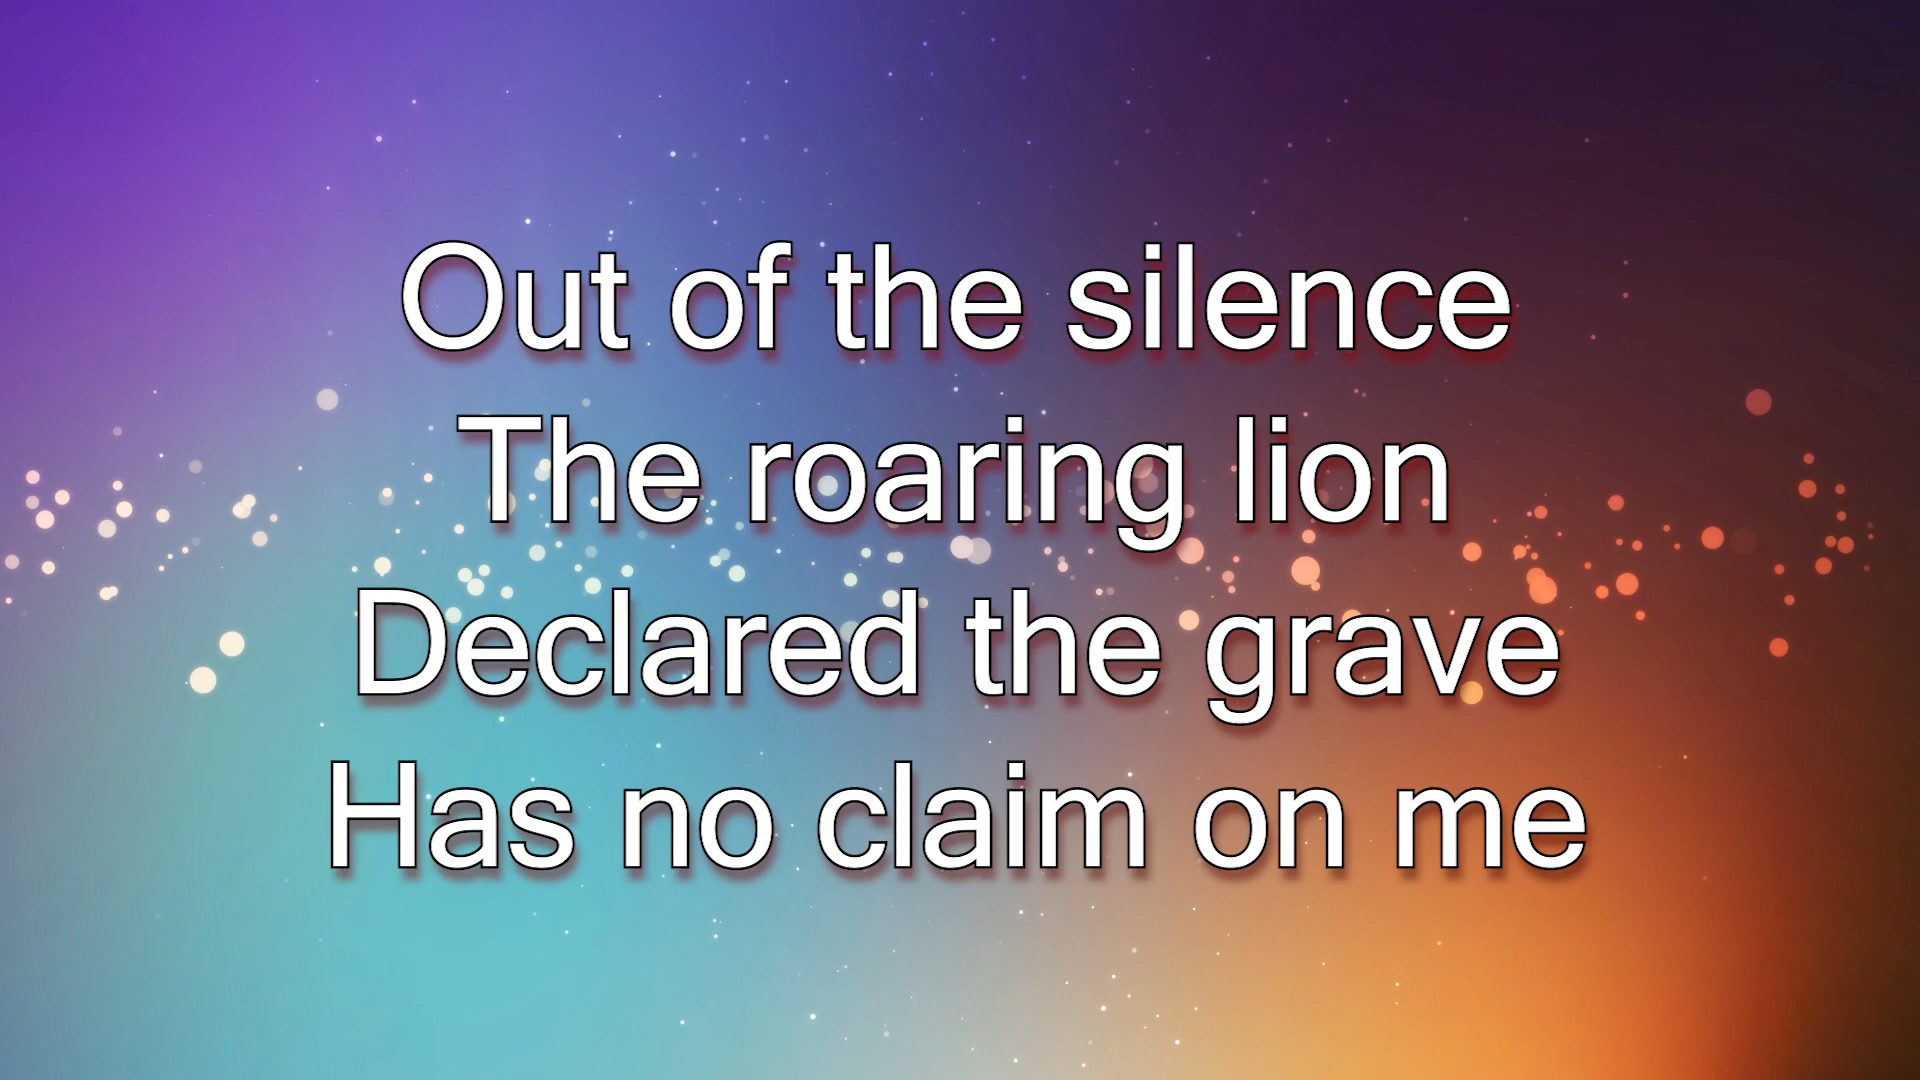 Out of the silence
The roaring lion
Declared the grave
Has no claim on me